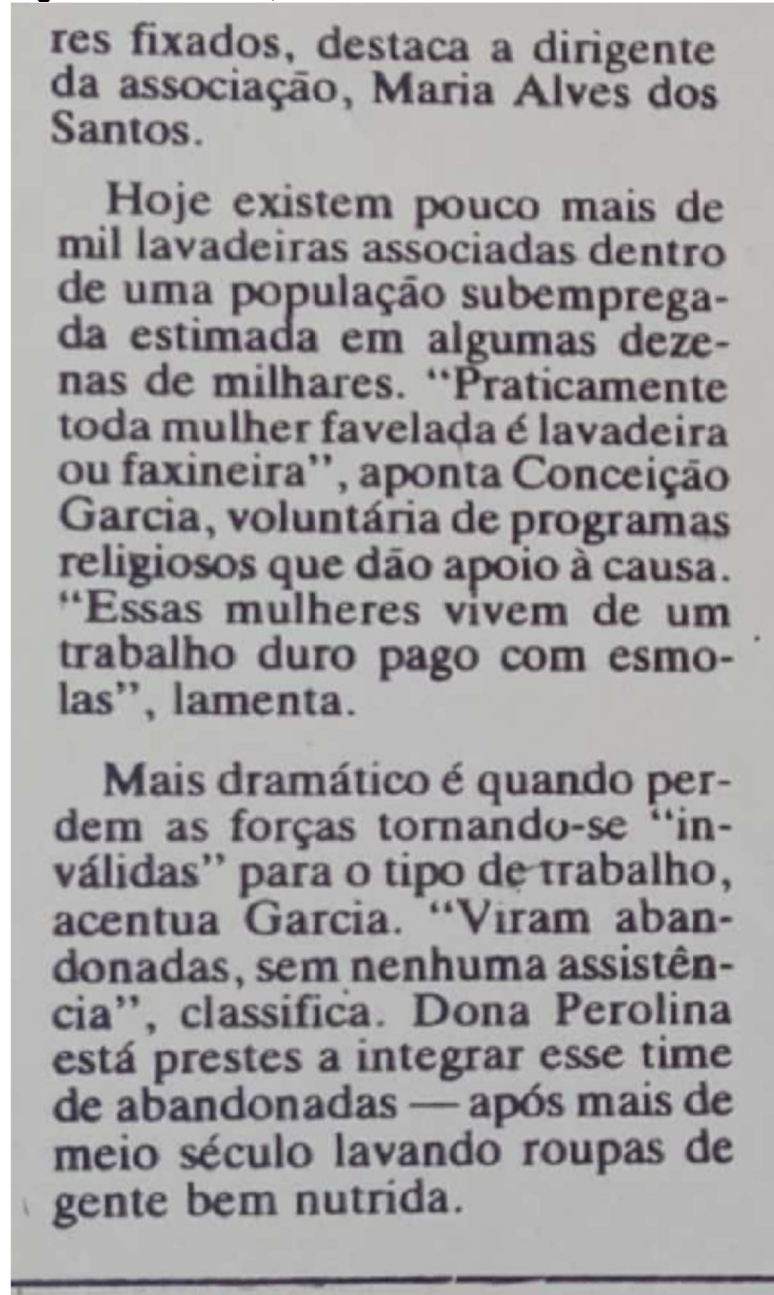 res fixados, destaca a dirigente
da associação, Maria Alves dos
Santos.
Hoje existem pouco mais de
mil lavadeiras associadas dentro
de uma população subemprega-
da estimada em algumas deze-
nas de milhares. “Praticamente
toda mulher favelada é lavadeira
ou faxineira”, aponta Conceição
Garcia, voluntária de programas
religiosos que dão apoio à causa.
“Essas mulheres vivem de um
trabalho duro pago com esmo-
las”, lamenta.
Mais dramático é quando per-
dem as forças tornando-se “in-
válidas” para o tipo de trabalho,
acentua Garcia. “Viram aban-
donadas, sem nenhuma assistên-
cia”, classifica. Dona Perolina
está prestes a integrar esse time
de abandonadas — após mais de
meio século lavando roupas de
gente bem nutrida.